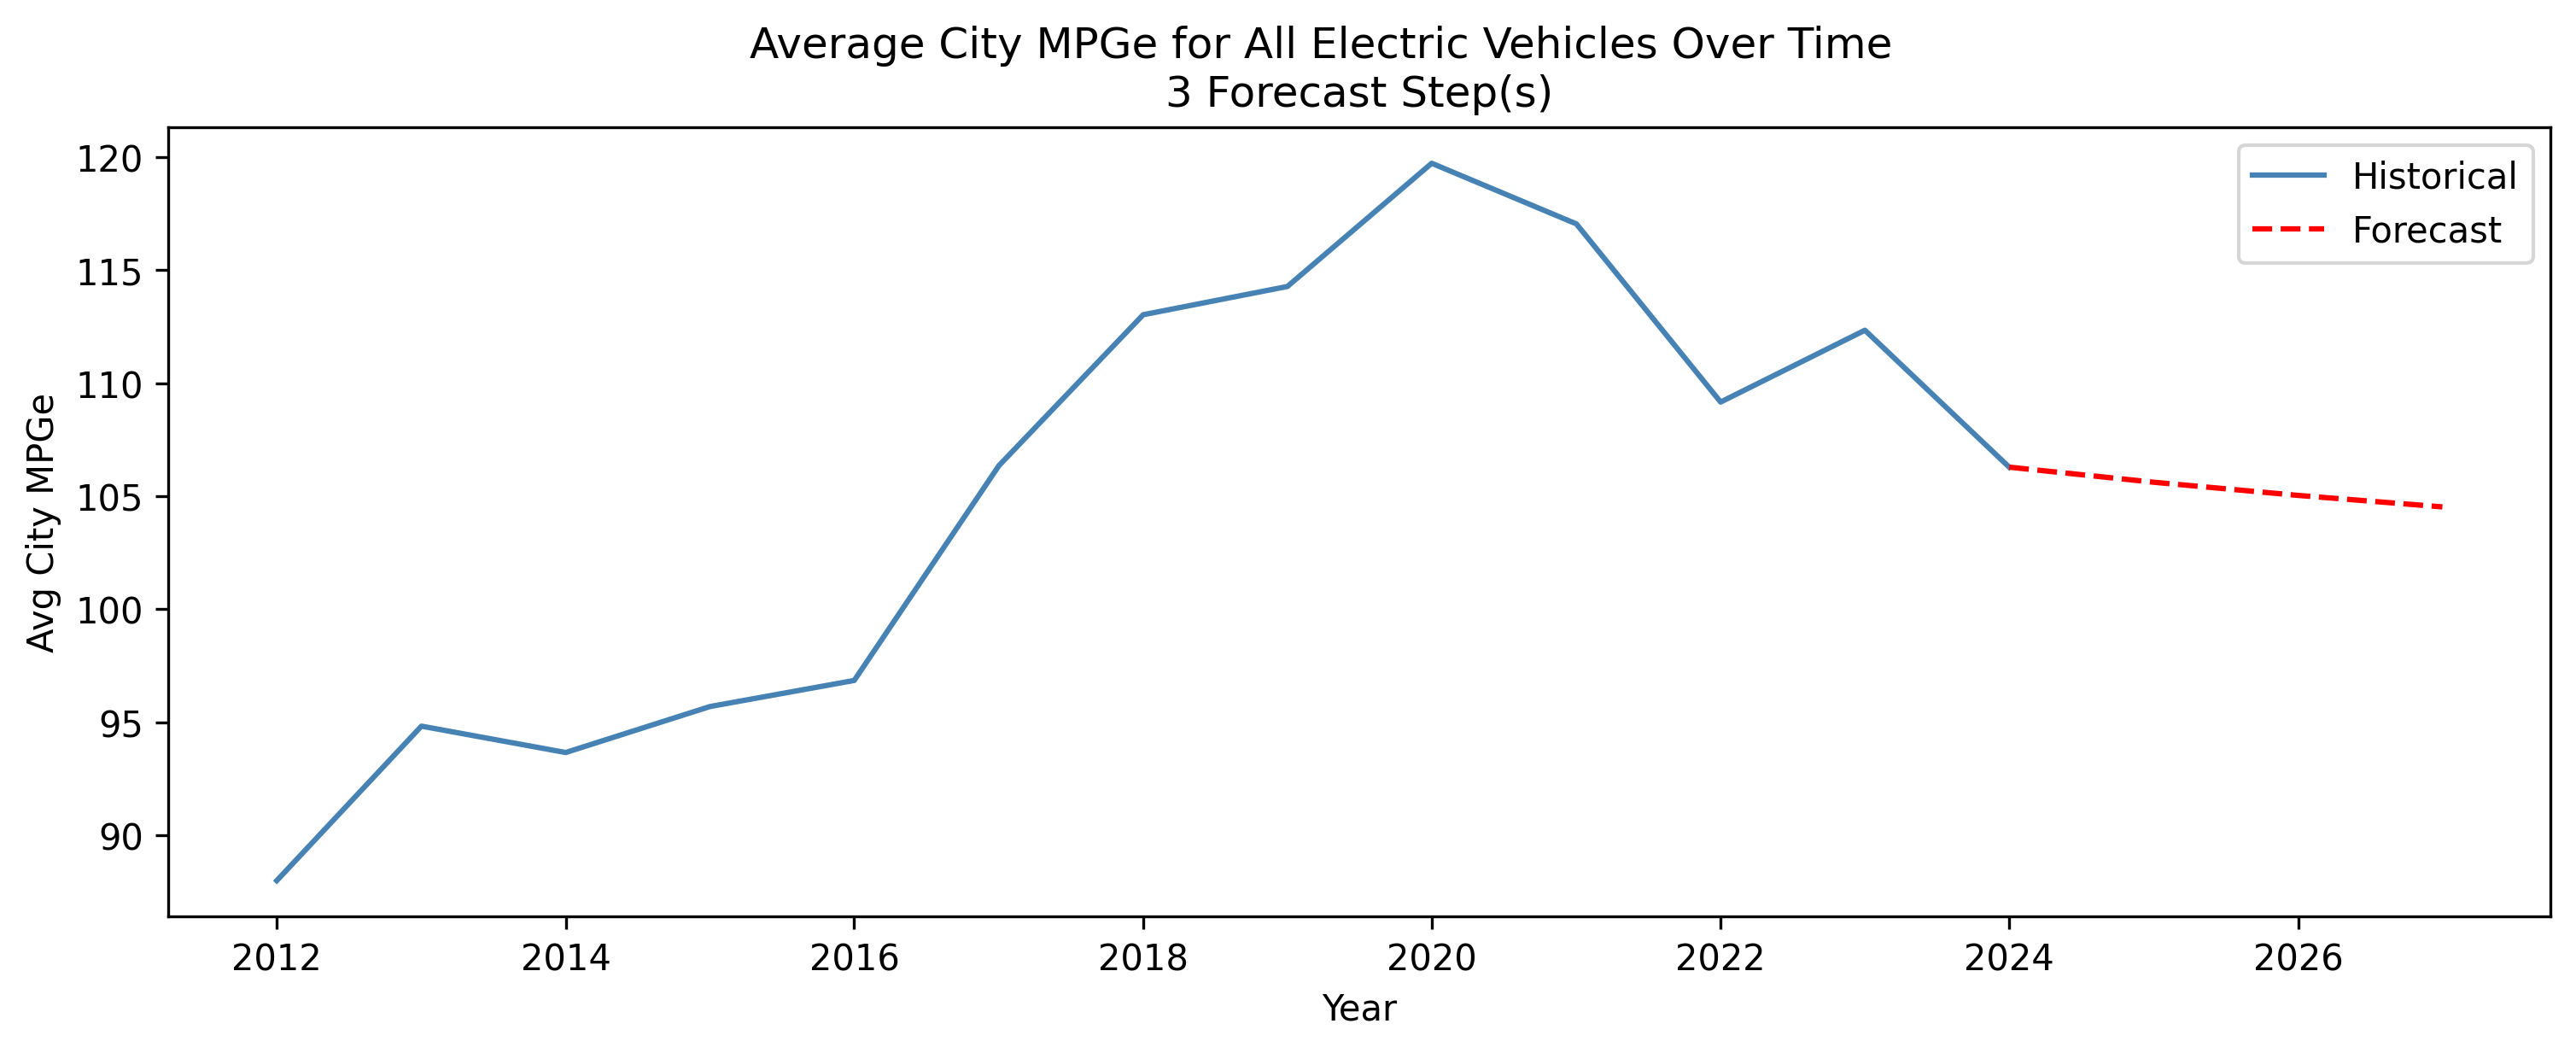 Average City MPGe for All Electric Vehicles Over Time
3 Forecast Step(s)
120
115
110
105
100
95
90
Avg City MPGe
Historical
Forecast
2012
2014
2016
2018
2020
2022
2024
2026
Year